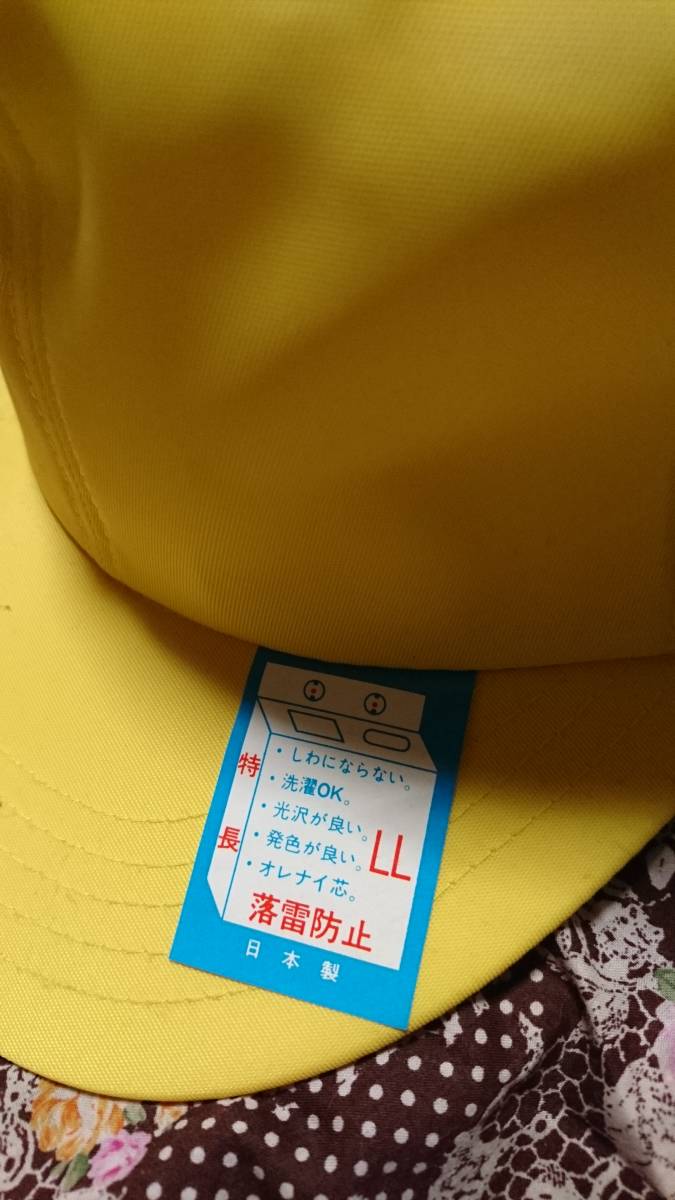 特長
・しわにならない。
・洗濯OK。
・光沢が良い。
・発色が良い。
・オレナイ芯。
LL
落雷防止
日本製